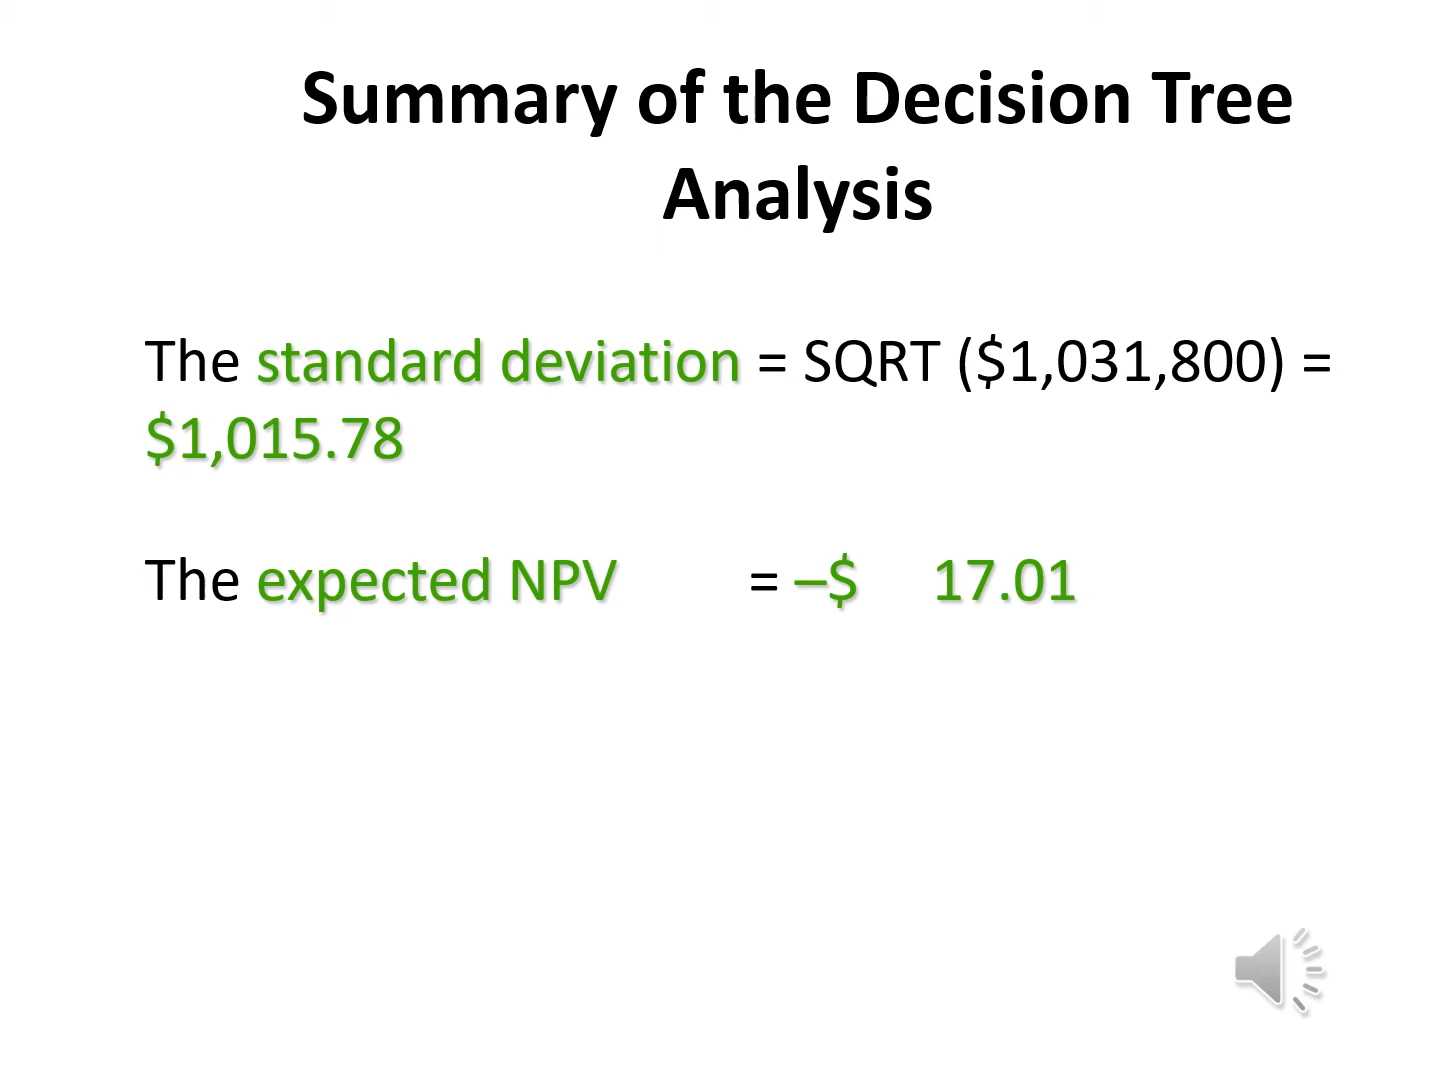 Summary of the Decision Tree
Analysis
The standard deviation = SQRT ($1,031,800) =
$1,015.78
The expected NPV = –$ 17.01